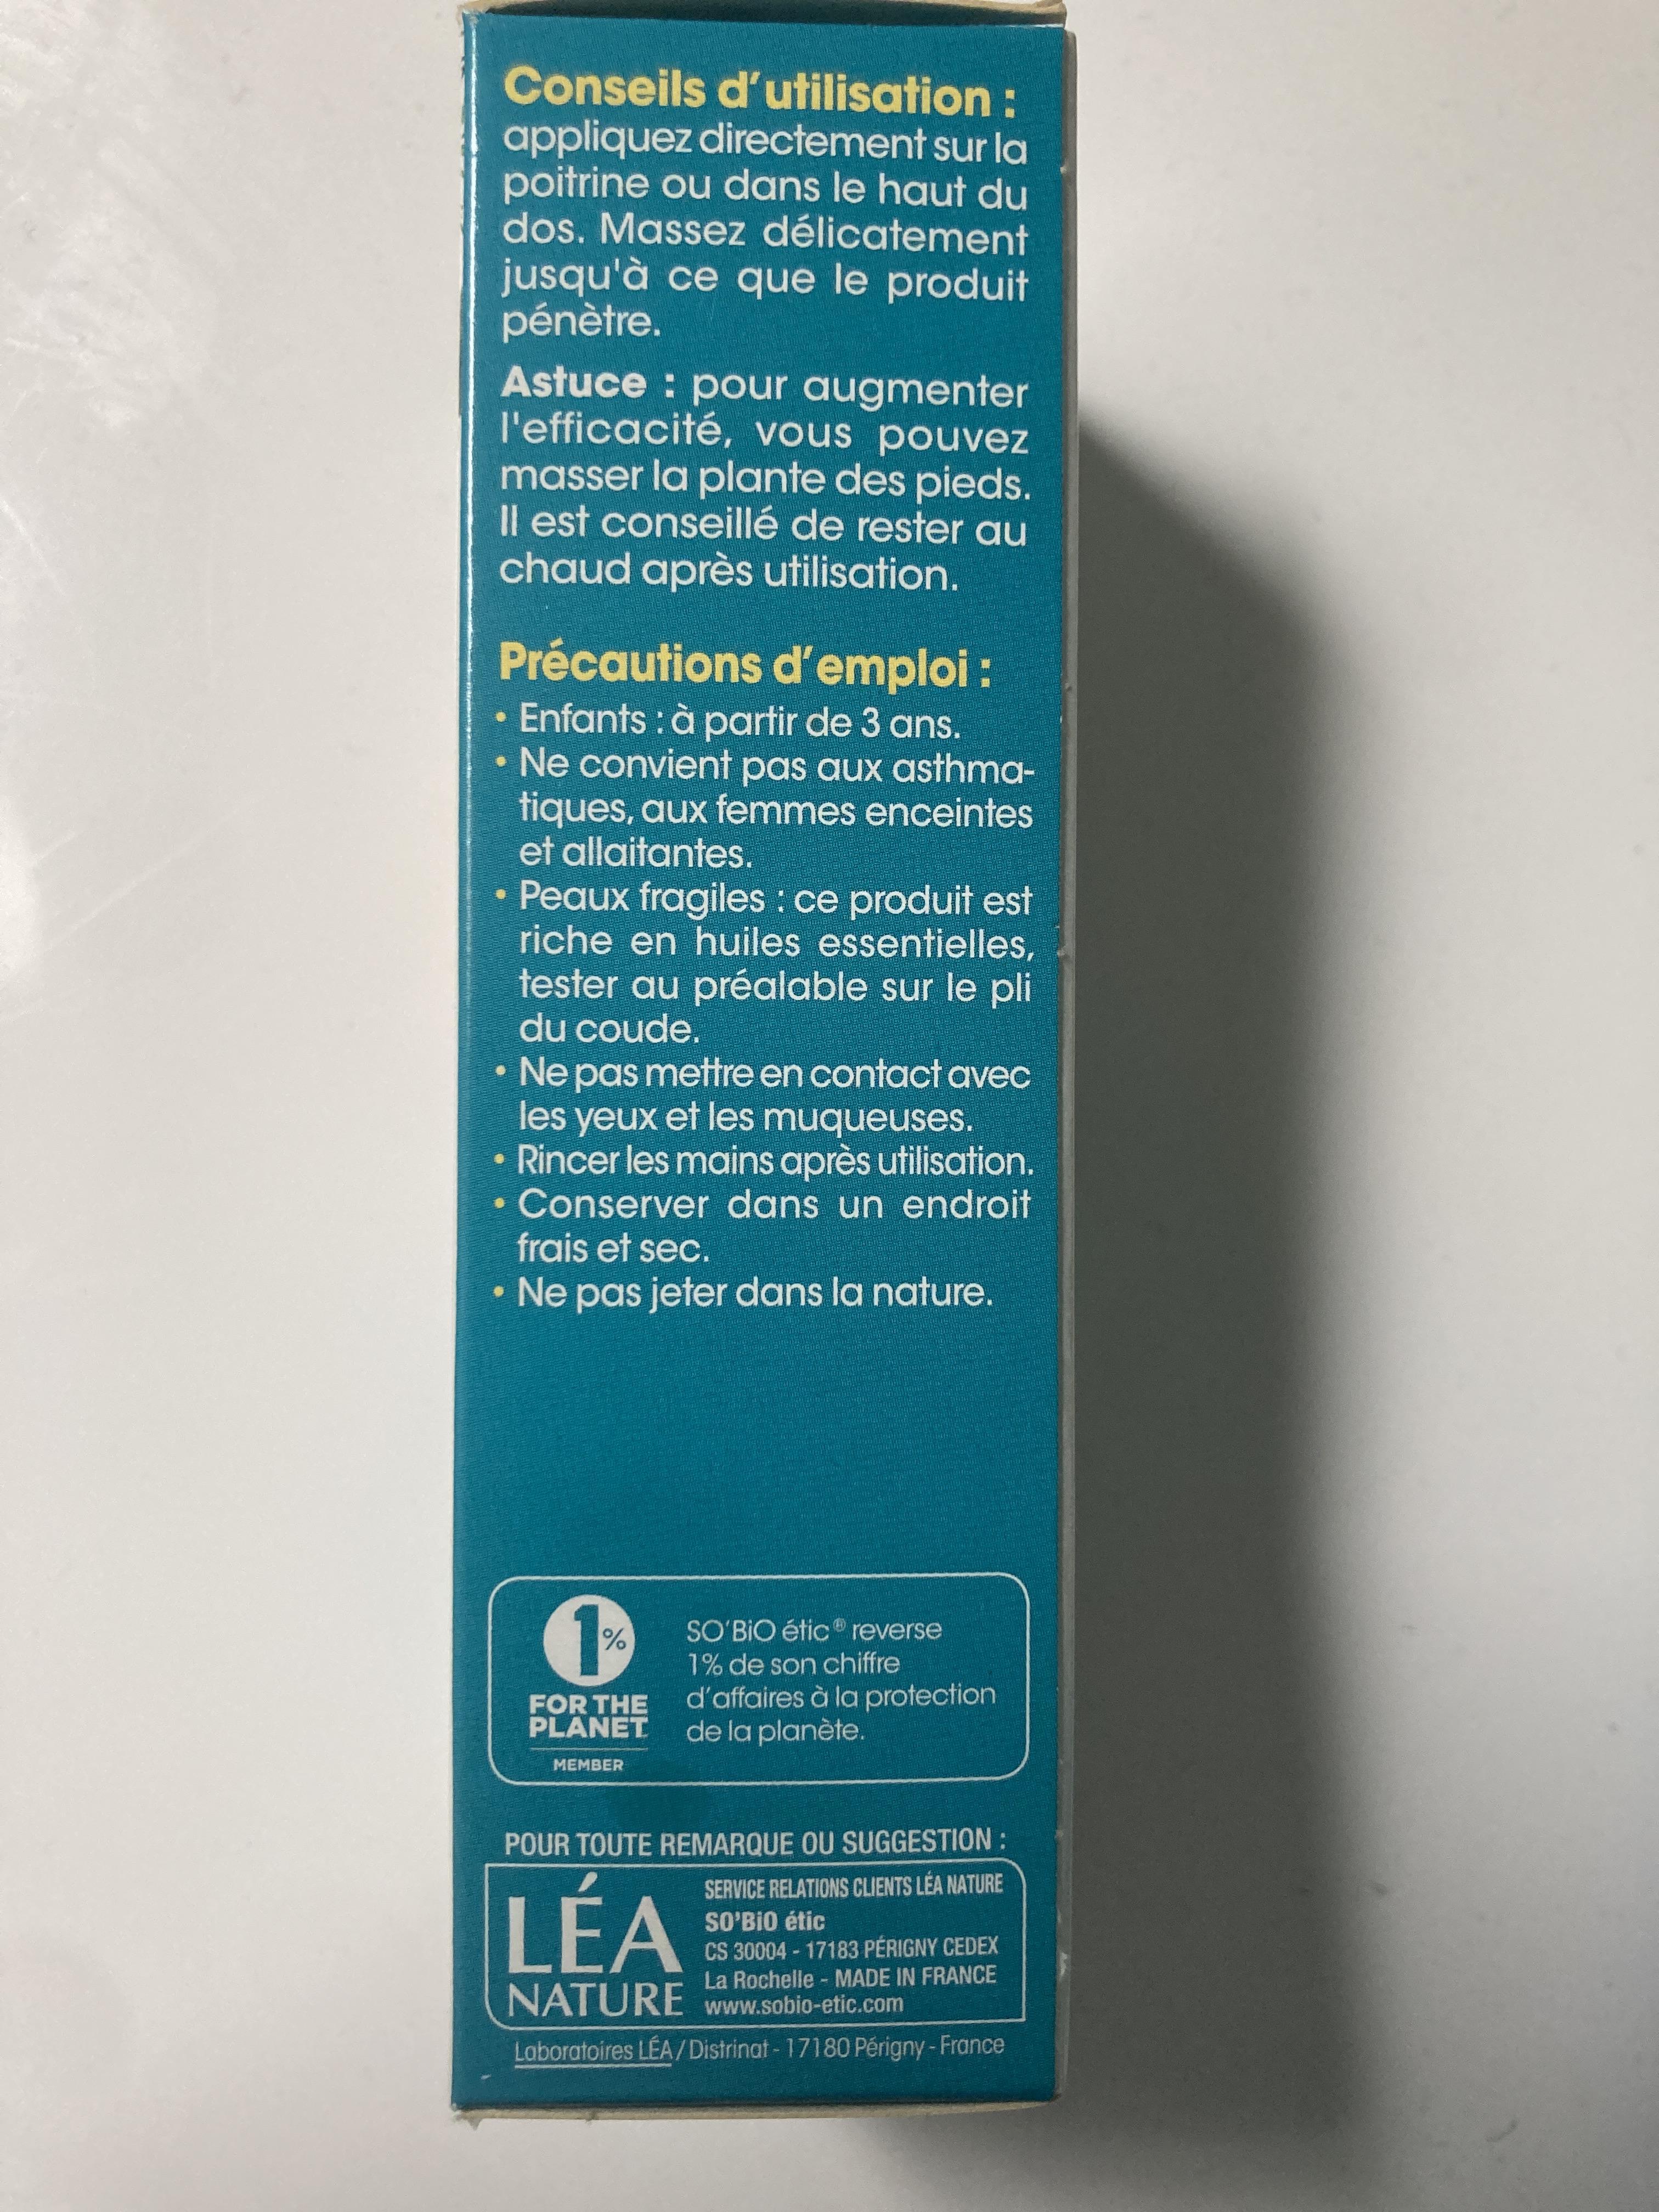 Conseils d'utilisation :
appliquez directement sur la
poitrine ou dans le haut du
dos. Massez délicatement
jusqu'à ce que le produit
pénètre.
Astuce : pour augmenter
l'efficacité, vous pouvez
masser la plante des pieds.
Il est conseillé de rester au
chaud après utilisation.
Précautions d'emploi :
• Enfants : à partir de 3 ans.
• Ne convient pas aux asthma-
tiques, aux femmes enceintes
et allaitantes.
• Peaux fragiles : ce produit est
riche en huiles essentielles,
tester au préalable sur le pli
du coude.
• Ne pas mettre en contact avec
les yeux et les muqueuses.
• Rincer les mains après utilisation.
• Conserver dans un endroit
frais et sec.
• Ne pas jeter dans la nature.
1%
FOR THE
PLANET
MEMBER
SO'BiO étic® reverse
1% de son chiffre
d'affaires à la protection
de la planète.
POUR TOUTE REMARQUE OU SUGGESTION :
LÉA
NATURE
SERVICE RELATIONS CLIENTS LÉA NATURE
SO'BiO étic
CS 30004 - 17183 PÉRIGNY CEDEX
La Rochelle - MADE IN FRANCE
www.sobio-etic.com
Laboratoires LÉA / Distrinat - 17180 Périgny - France